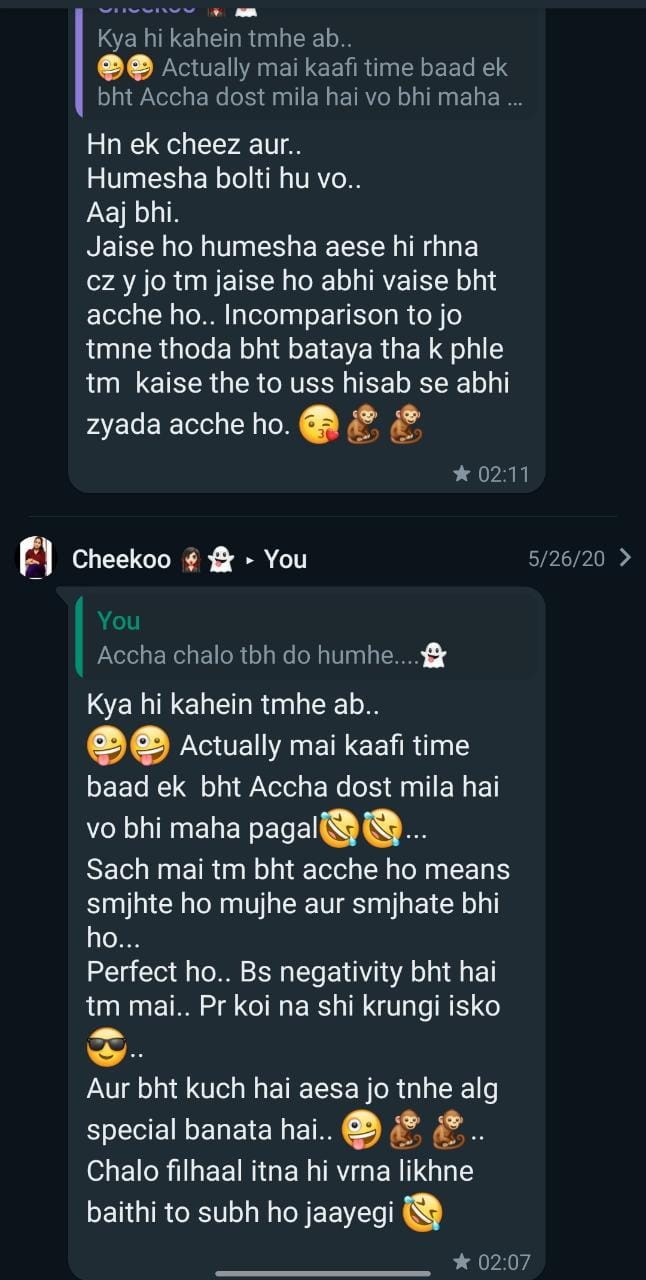 Cheekoo 👩🏻👻
Kya hi kahein tmhe ab..
🤪🤪 Actually mai kaafi time baad ek
bht Accha dost mila hai vo bhi maha ...
Hn ek cheez aur..
Humesha bolti hu vo..
Aaj bhi.
Jaise ho humesha aese hi rhna
cz y jo tm jaise ho abhi vaise bht
acche ho.. Incomparison to jo
tmne thoda bht bataya tha k phle
tm kaise the to uss hisab se abhi
zyada acche ho. 😘🐒🐒
★ 02:11
Cheekoo 👩🏻👻 ▸ You
5/26/20
You
Accha chalo tbh do humhe....👻
Kya hi kahein tmhe ab..
🤪🤪 Actually mai kaafi time
baad ek bht Accha dost mila hai
vo bhi maha pagal🤣🤣...
Sach mai tm bht acche ho means
smjhte ho mujhe aur smjhate bhi
ho...
Perfect ho.. Bs negativity bht hai
tm mai.. Pr koi na shi krungi isko
😎..
Aur bht kuch hai aesa jo tnhe alg
special banata hai.. 🤪🐒🐒..
Chalo filhaal itna hi vrna likhne
baithi to subh ho jaayegi 🤣
★ 02:07